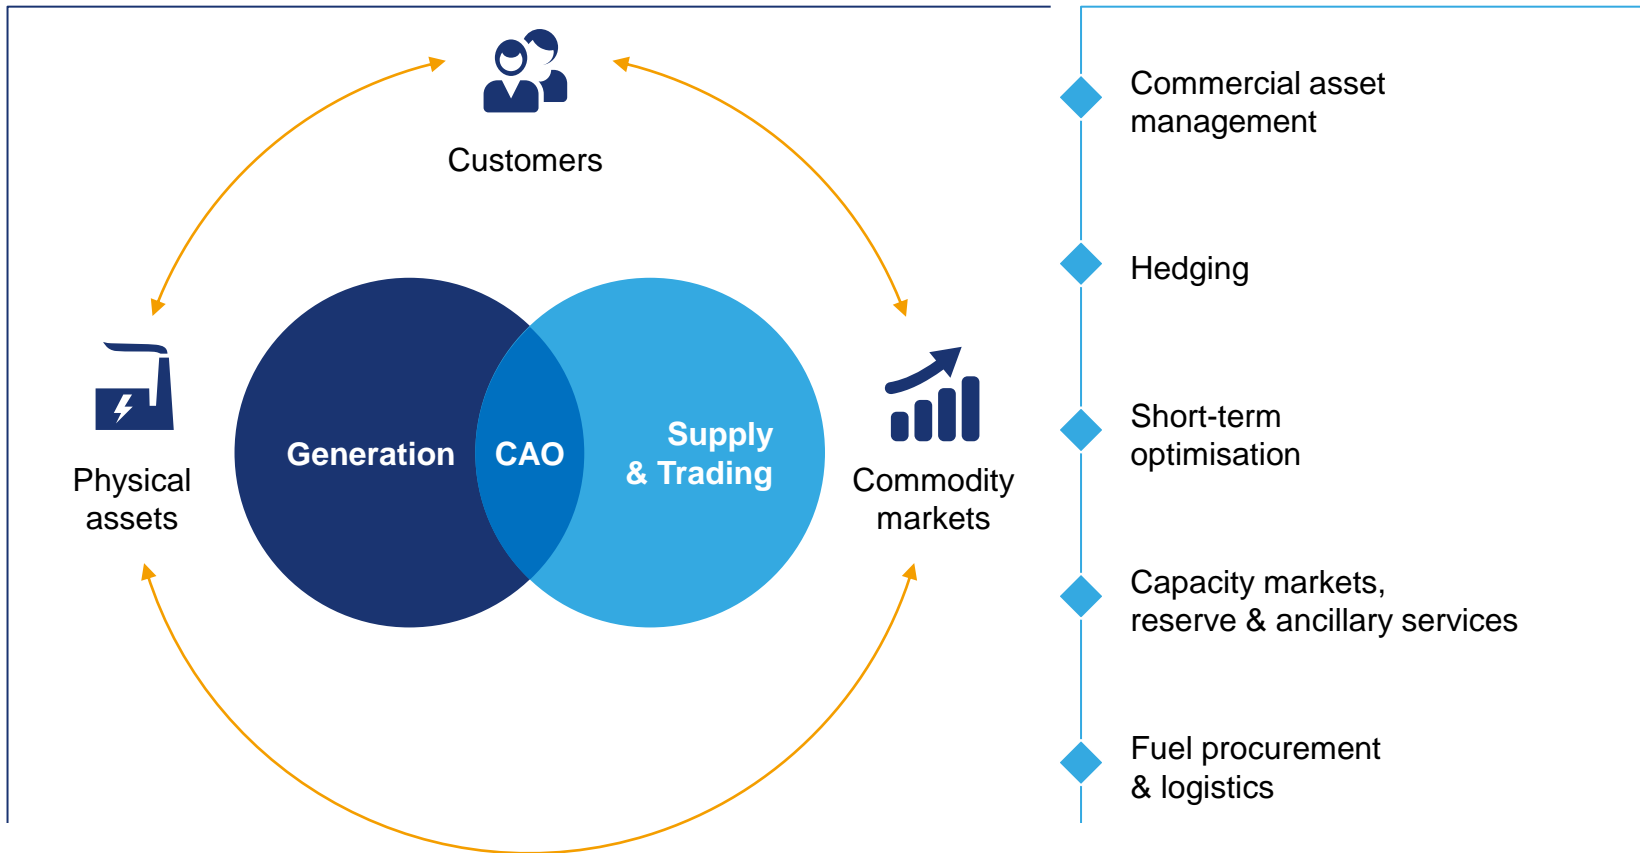 Customers
Physical
assets
Generation
CAO
Supply
& Trading
Commodity
markets
Commercial asset
management
Hedging
Short-term
optimisation
Capacity markets,
reserve & ancillary services
Fuel procurement
& logistics